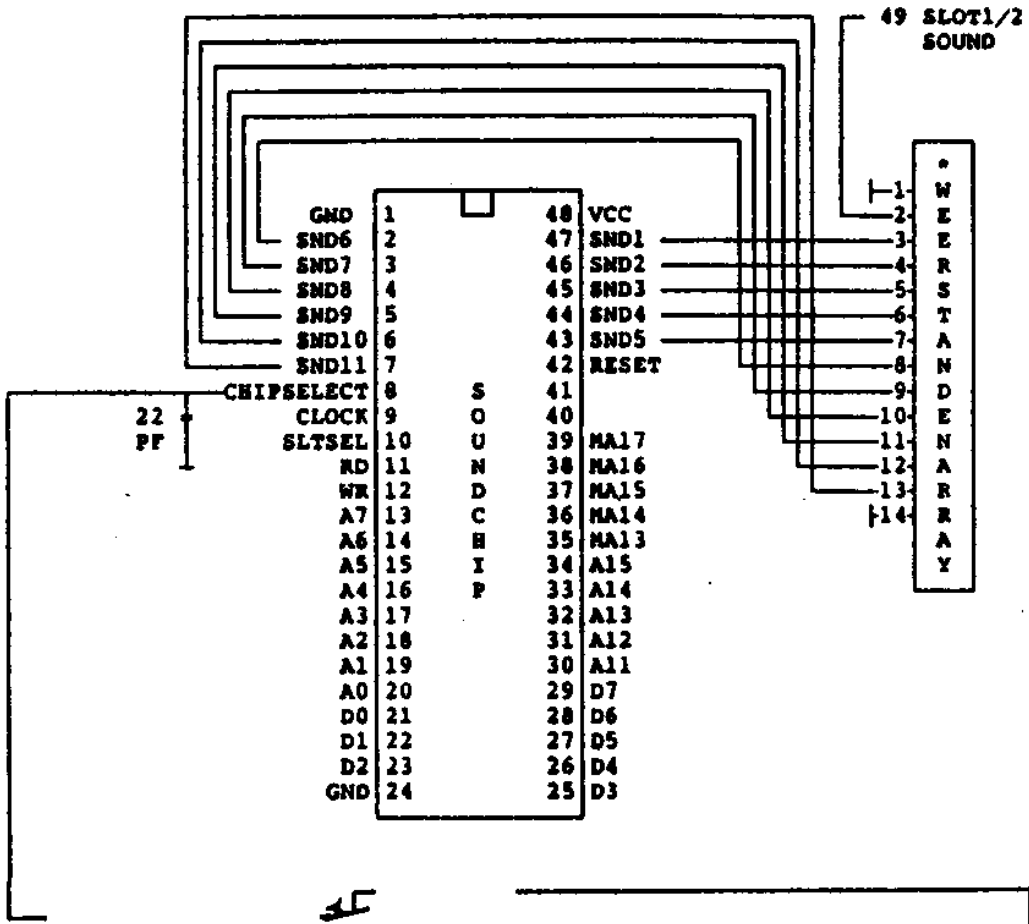 49 SLOT1/2
SOUND
*WEERSTANDENARRAY
1
2
3
4
5
6
7
8
9
10
11
12
13
14
GND 1 48 VCC
SND6 2 47 SND1
SND7 3 46 SND2
SND8 4 45 SND3
SND9 5 44 SND4
SND10 6 43 SND5
SND11 7 42 RESET
CHIPSELECT 8 41
22 CLOCK 9 40
PF SLTSEL 10 39 MA17
RD 11 38 MA16
WR 12 37 MA15
A7 13 36 MA14
A6 14 35 MA13
A5 15 34 A15
A4 16 33 A14
A3 17 32 A13
A2 18 31 A12
A1 19 30 A11
A0 20 29 D7
D0 21 28 D6
D1 22 27 D5
D2 23 26 D4
GND 24 25 D3
SOUNDCHIP